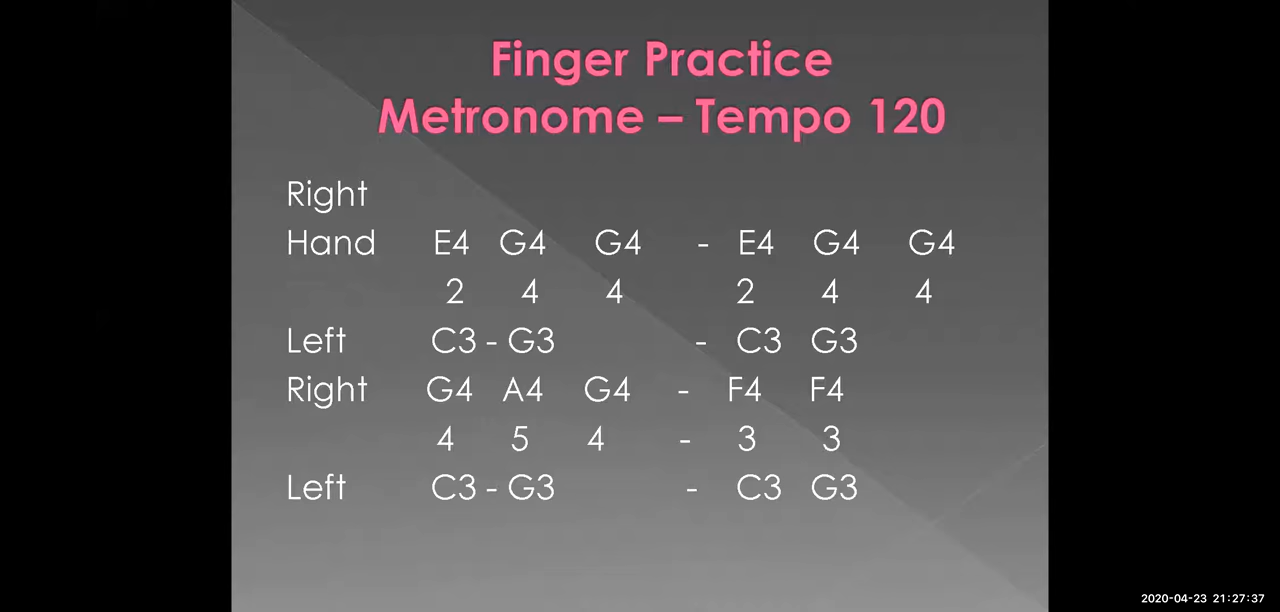 Finger Practice
Metronome – Tempo 120
Right
Hand E4 G4 G4 - E4 G4 G4
2 4 4 2 4 4
Left C3 - G3 - C3 G3
Right G4 A4 G4 - F4 F4
4 5 4 - 3 3
Left C3 - G3 - C3 G3
2020-04-23 21:27:37